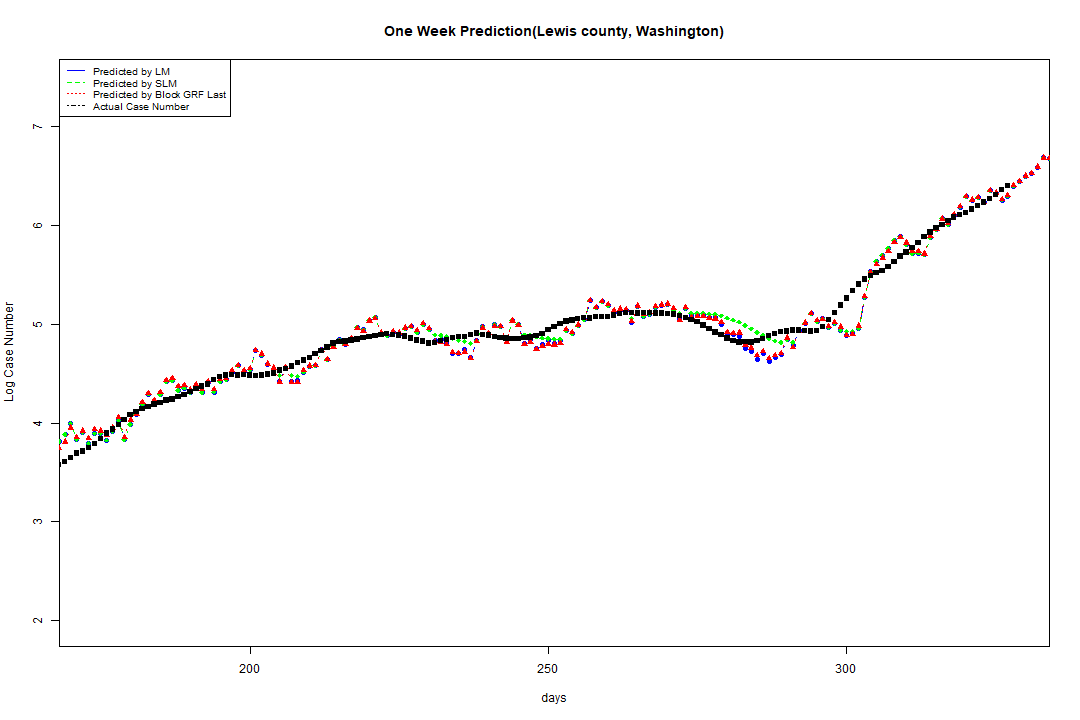 One Week Prediction(Lewis county, Washington)
Predicted by LM
Predicted by SLM
Predicted by Block GRF Last
Actual Case Number
7
6
5
4
3
2
Log Case Number
200 250 300
days